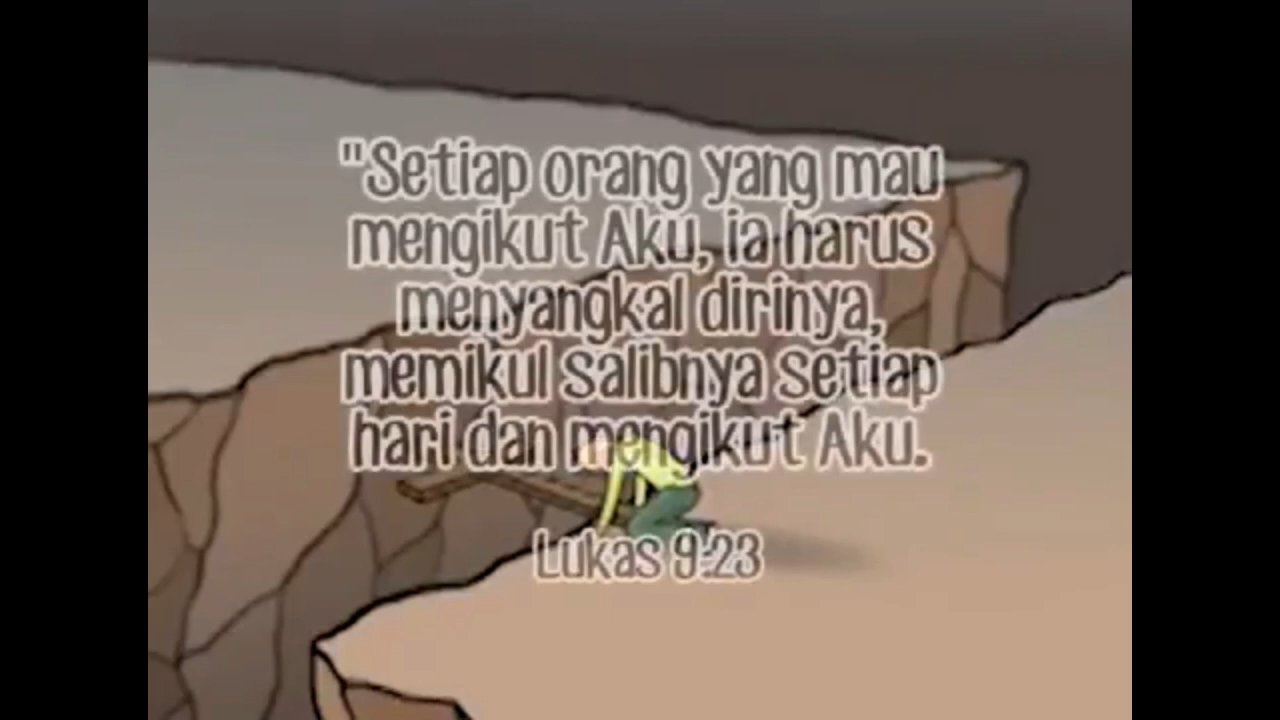 "Setiap orang yang mau
mengikut Aku, ia harus
menyangkal dirinya,
memikul salibnya setiap
hari dan mengikut Aku.
Lukas 9:23